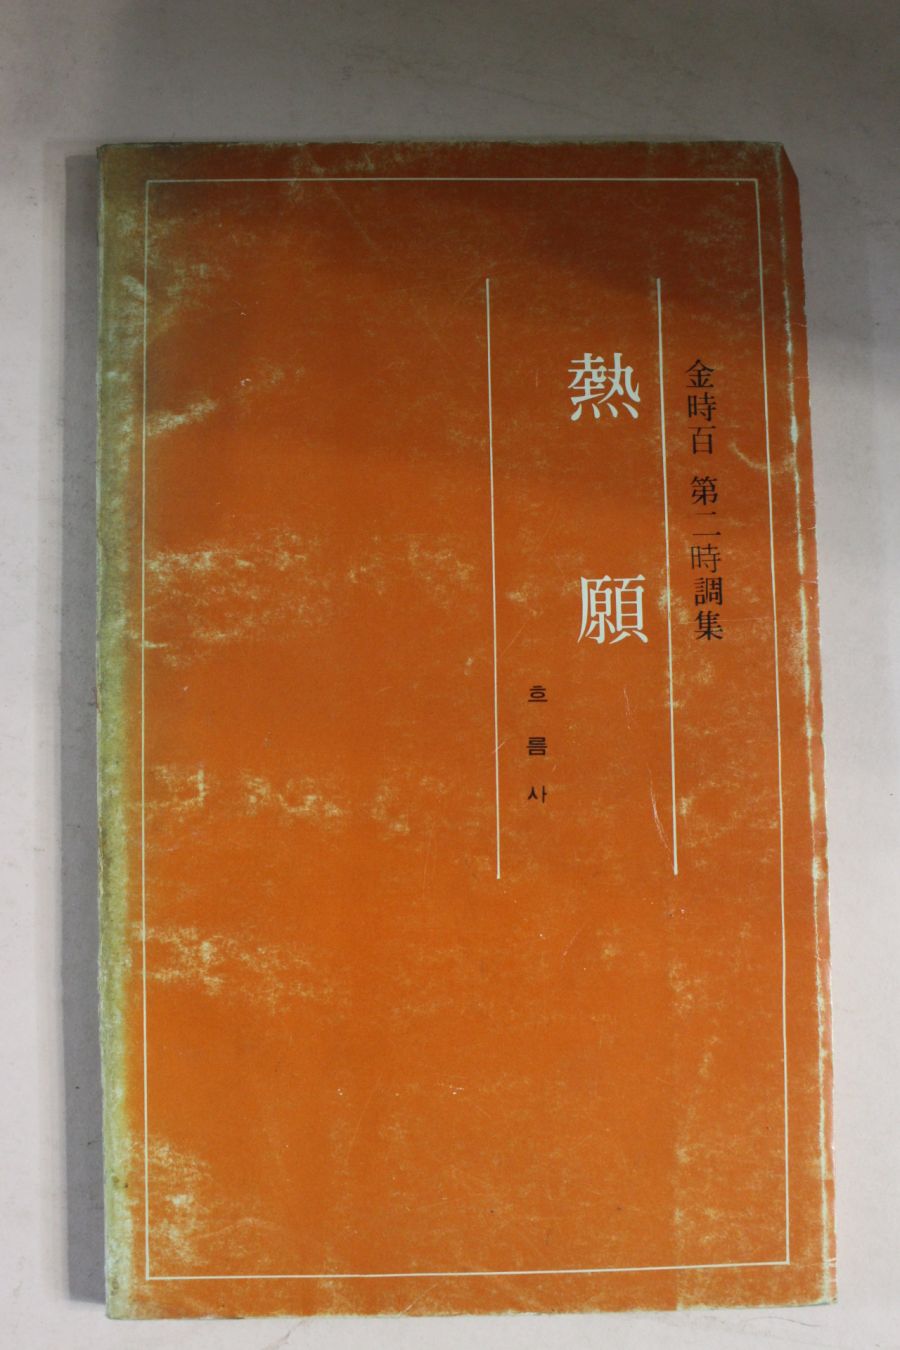 金時百 第二時調集
熱願
흐름사